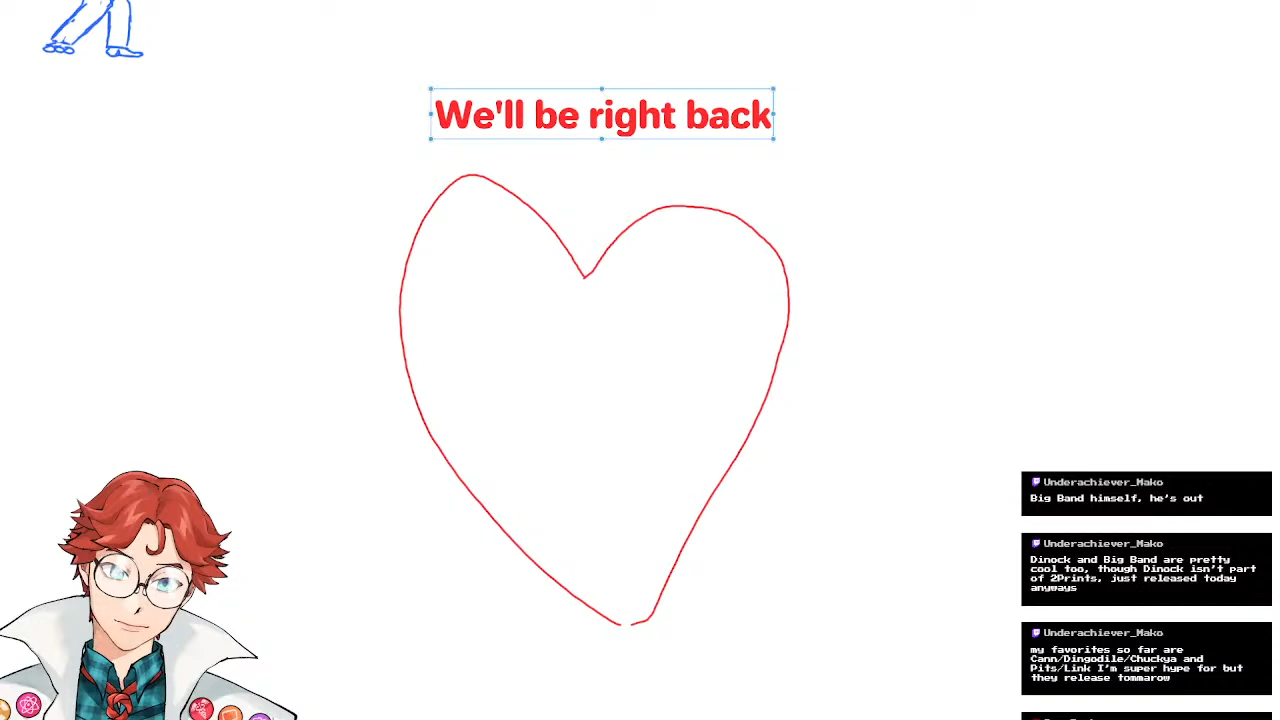 We'll be right back
Underachiever_Mako
Big Band himself, he's out
Underachiever_Mako
Dinock and Big Band are pretty
cool too, though Dinock isn't part
of 2Prints, just released today
anyways
Underachiever_Mako
my favorites so far are
Cann/Dingodile/Chuckya and
Pits/Link I'm super hype for but
they release tommarow